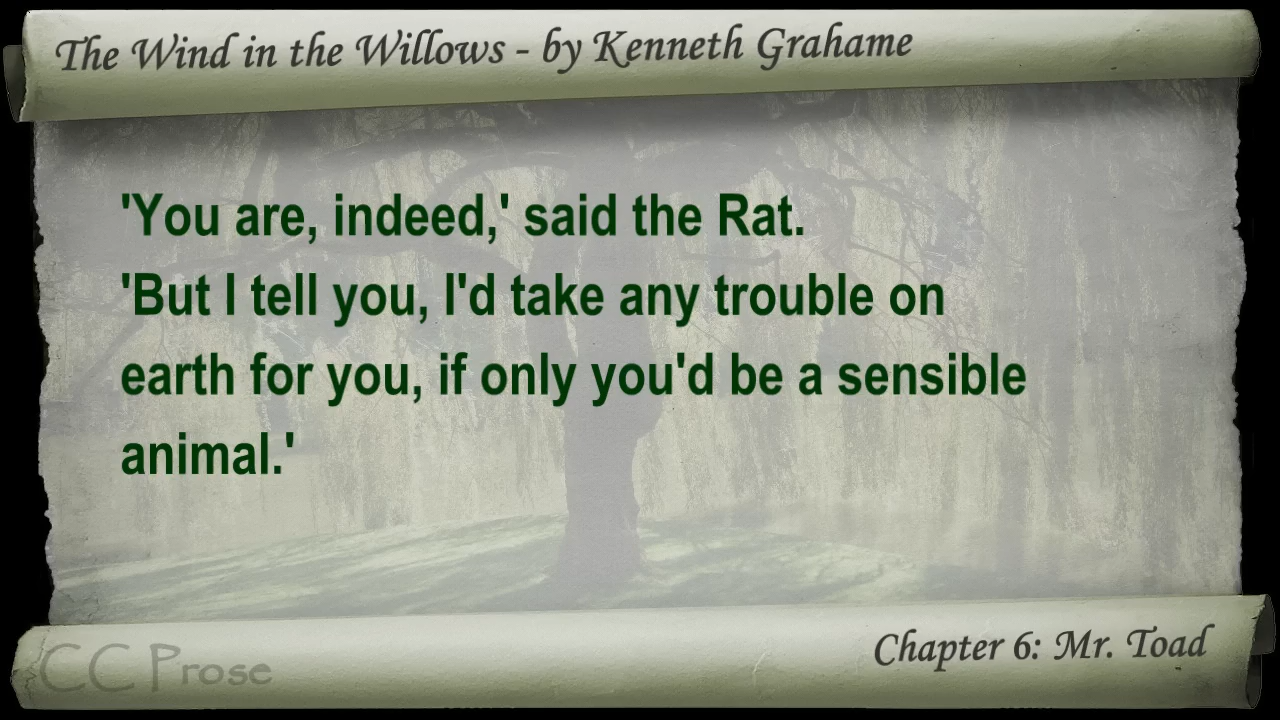 The Wind in the Willows - by Kenneth Grahame
'You are, indeed,' said the Rat.
'But I tell you, I'd take any trouble on
earth for you, if only you'd be a sensible
animal.'
CC Prose
Chapter 6: Mr. Toad